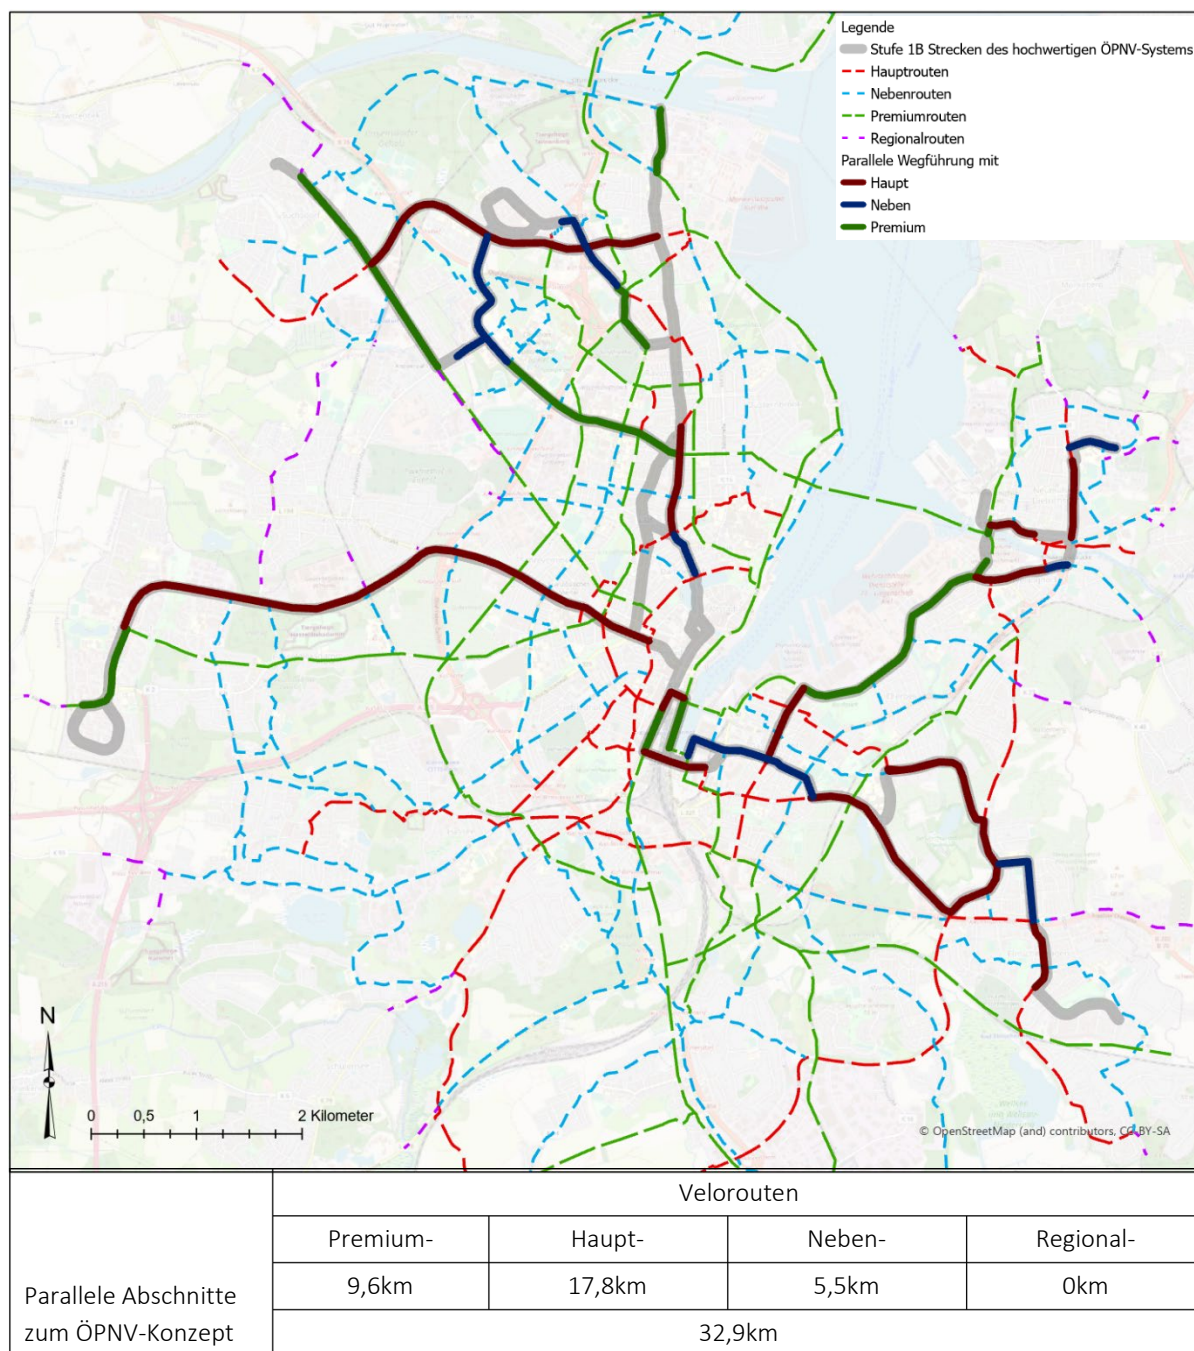 Legende
Stufe 1B Strecken des hochwertigen ÖPNV-Systems
Hauptrouten
Nebenrouten
Premiumrouten
Regionalrouten
Parallele Wegführung mit
Haupt
Neben
Premium
N
0 0,5 1 2 Kilometer
© OpenStreetMap (and) contributors, CC-BY-SA
Velorouten
Premium- Haupt- Neben- Regional-
Parallele Abschnitte
zum ÖPNV-Konzept
9,6km 17,8km 5,5km 0km
32,9km